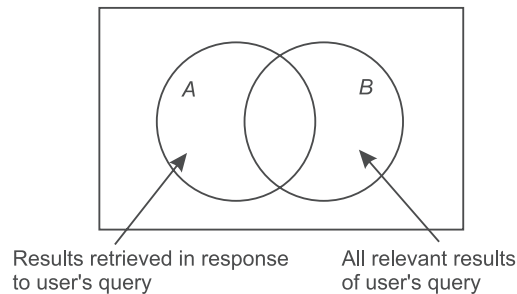 A
B
Results retrieved in response
to user's query
All relevant results
of user's query